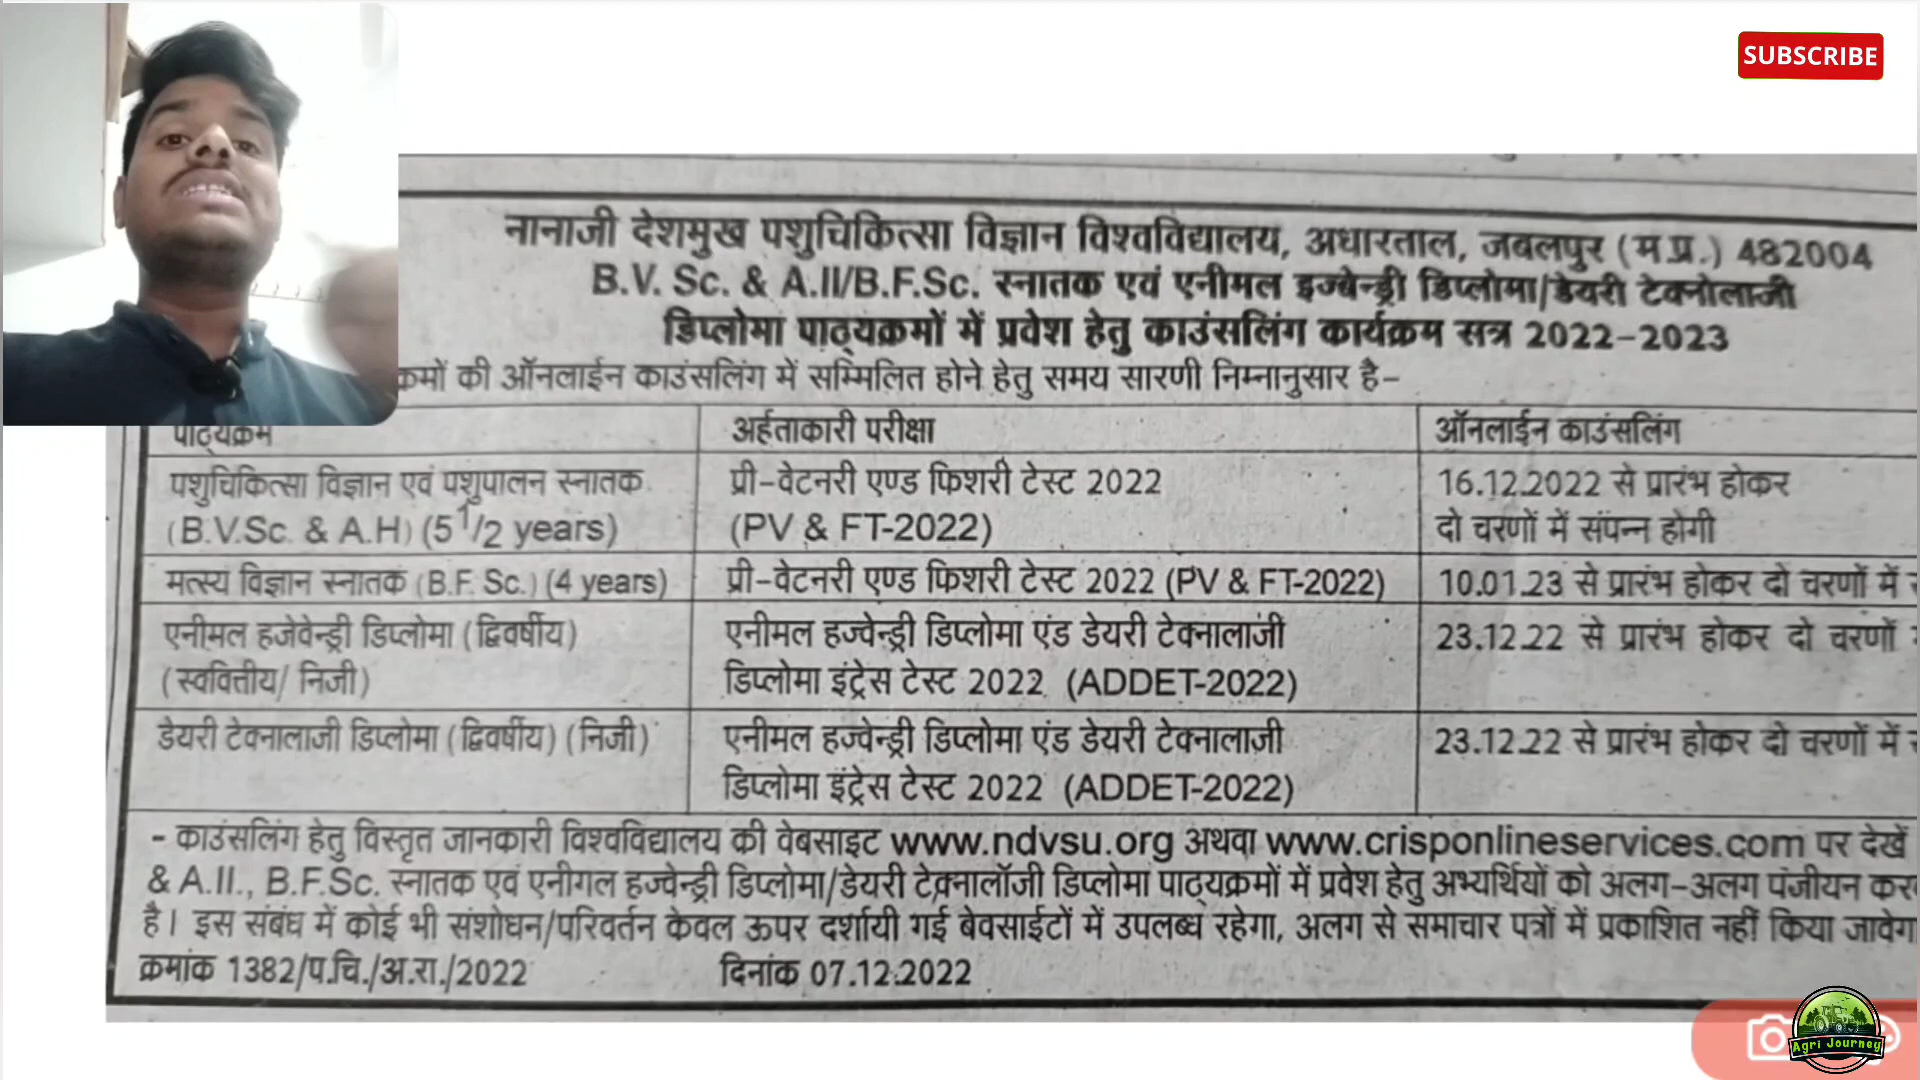 SUBSCRIBE
नानाजी देशमुख पशुचिकित्सा विज्ञान विश्वविद्यालय, अधारताल, जबलपुर (म.प्र.) 482004
B.V. Sc. & A.II/B.F.Sc. स्नातक एवं एनीमल इज्वेन्ड्री डिप्लोमा/डेयरी टेक्नोलाजी
डिप्लोमा पाठ्यक्रमों में प्रवेश हेतु काउंसलिंग कार्यक्रम सत्र 2022-2023
की ऑनलाईन काउंसलिंग में सम्मिलित होने हेतु समय सारणी निम्नानुसार है-
पाठ्यक्रम अर्हताकारी परीक्षा ऑनलाईन काउंसलिंग
पशुचिकित्सा विज्ञान एवं पशुपालन स्नातक प्री-वेटनरी एण्ड फिशरी टेस्ट 2022 16.12.2022 से प्रारंभ होकर
(B.V.Sc. & A.H) (5 1/2 years) (PV & FT-2022) दो चरणों में संपन्न होगी
मत्स्य विज्ञान स्नातक (B.F. Sc.) (4 years) प्री-वेटनरी एण्ड फिशरी टेस्ट 2022 (PV & FT-2022) 10.01.23 से प्रारंभ होकर दो चरणों में
एनीमल हजेवेन्ड्री डिप्लोमा (द्विवर्षीय) एनीमल हज्वेन्ड्री डिप्लोमा एंड डेयरी टेक्नालांजी 23.12.22 से प्रारंभ होकर दो चरणों
(स्ववित्तीय/ निजी) डिप्लोमा इंट्रेस टेस्ट 2022 (ADDET-2022)
डेयरी टेक्नालाजी डिप्लोमा (द्विवर्षीय) (निजी) एनीमल हज्वेन्ड्री डिप्लोमा एंड डेयरी टेक्नालाजी 23.12.22 से प्रारंभ होकर दो चरणों में
डिप्लोमा इंट्रेस टेस्ट 2022 (ADDET-2022)
- काउंसलिंग हेतु विस्तृत जानकारी विश्वविद्यालय की वेबसाइट www.ndvsu.org अथवा www.crisponlineservices.com पर देखें
& A.II., B.F.Sc. स्नातक एवं एनीगल हज्वेन्ड्री डिप्लोमा/डेयरी टेक्नालॉजी डिप्लोमा पाठ्यक्रमों में प्रवेश हेतु अभ्यर्थियों को अलग-अलग पंजीयन
है। इस संबंध में कोई भी संशोधन/परिवर्तन केवल ऊपर दर्शायी गई बेवसाईटों में उपलब्ध रहेगा, अलग से समाचार पत्रों में प्रकाशित नहीं किया
क्रमांक 1382/प.चि./अ.रा./2022 दिनांक 07.12.2022
Agri Journey